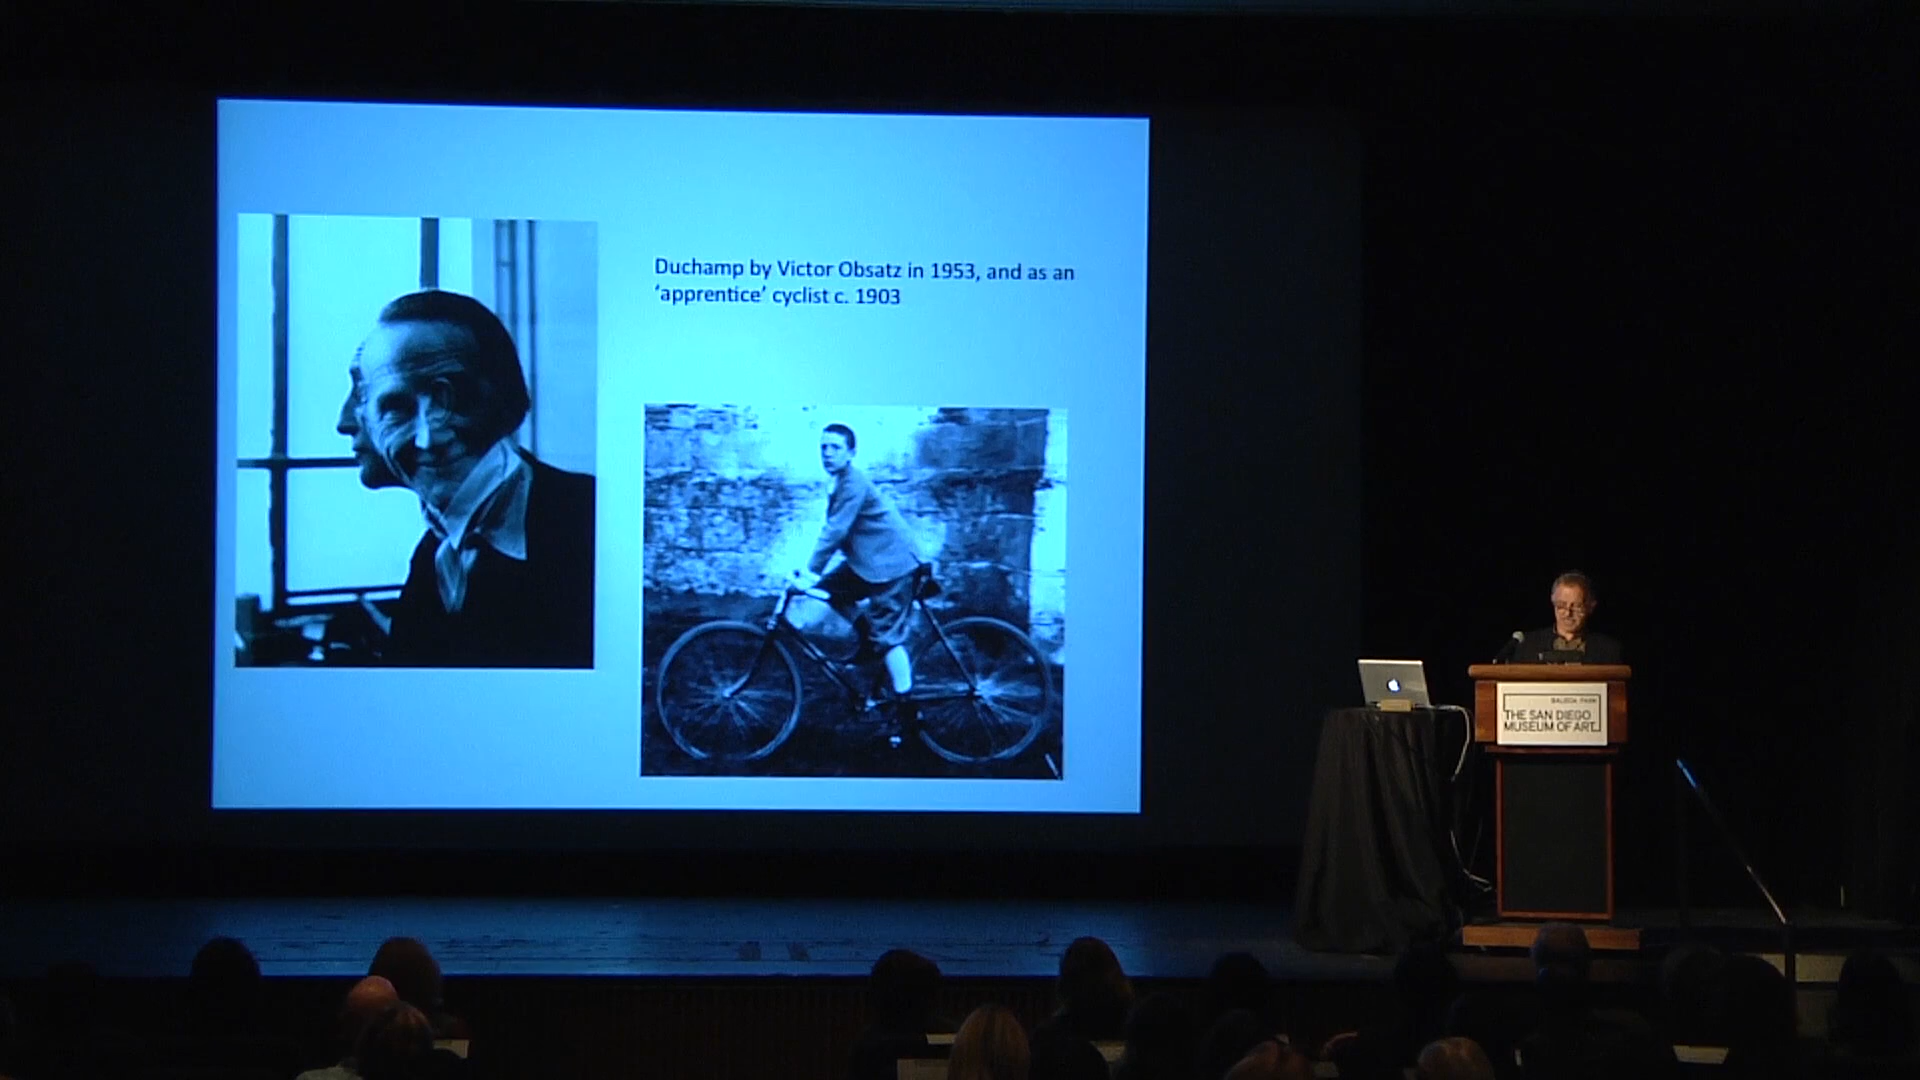 Duchamp by Victor Obsatz in 1953, and as an
‘apprentice’ cyclist c. 1903
BALBOA PARK
THE SAN DIEGO
MUSEUM OF ART